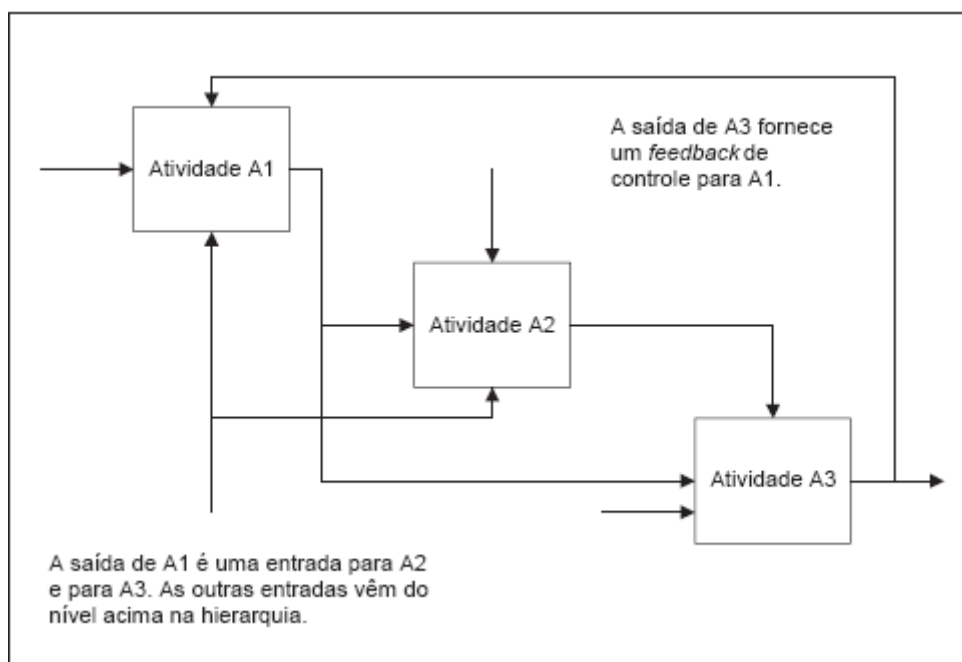 Atividade A1
A saída de A3 fornece
um feedback de
controle para A1.
Atividade A2
Atividade A3
A saída de A1 é uma entrada para A2
e para A3. As outras entradas vêm do
nível acima na hierarquia.